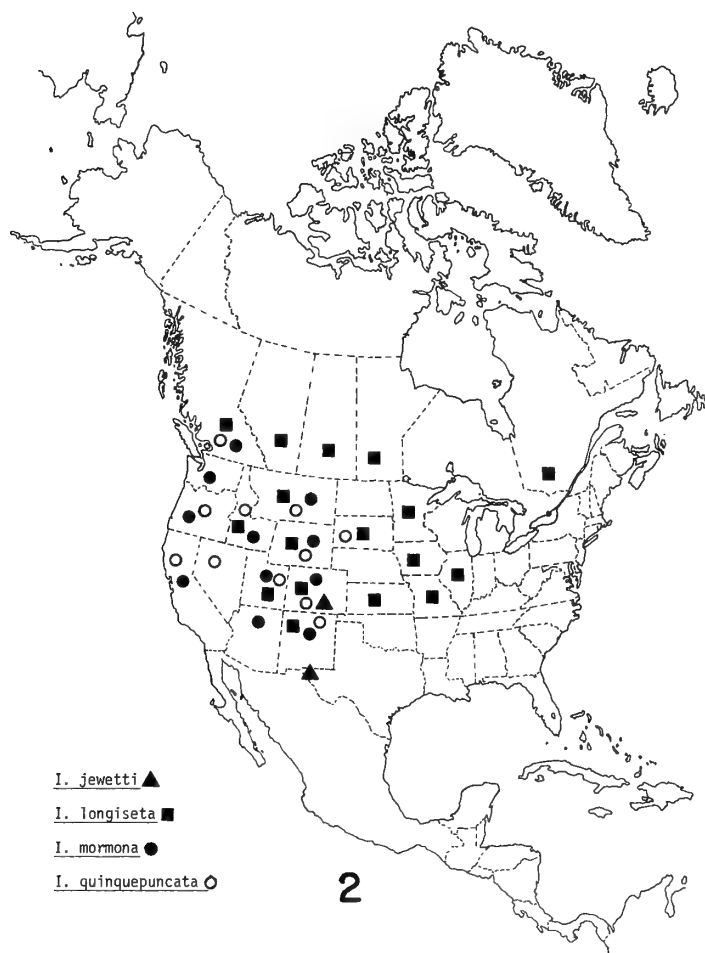 I. jewetti ▲
I. longiseta ■
I. mormona ●
I. quinquepuncata ○
2